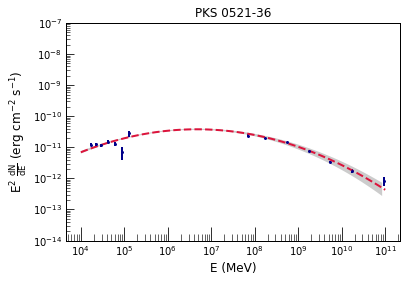 PKS 0521-36
10⁻⁷
10⁻⁸
10⁻⁹
10⁻¹⁰
10⁻¹¹
10⁻¹²
10⁻¹³
10⁻¹⁴
E² dN/dE (erg cm⁻² s⁻¹)
10⁴ 10⁵ 10⁶ 10⁷ 10⁸ 10⁹ 10¹⁰ 10¹¹
E (MeV)